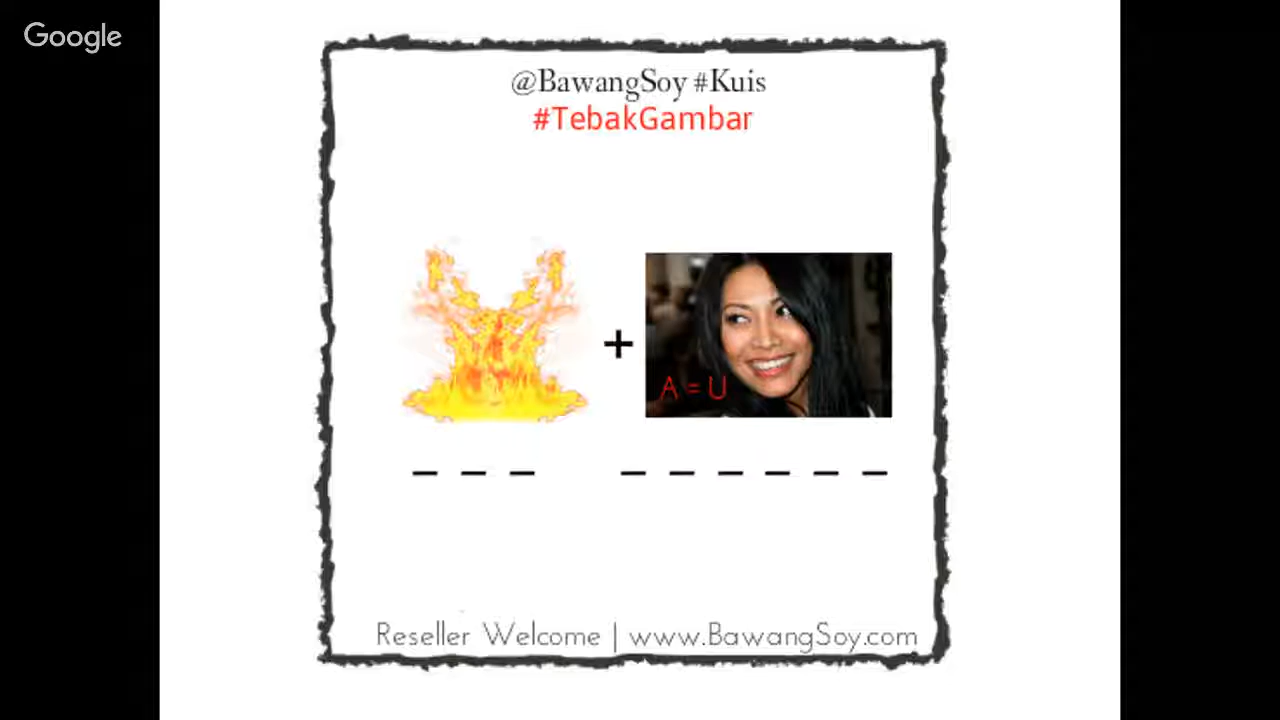 Google
@BawangSoy #Kuis
#TebakGambar
+
A = U
_ _ _ _ _ _ _ _ _
Reseller Welcome | www.BawangSoy.com